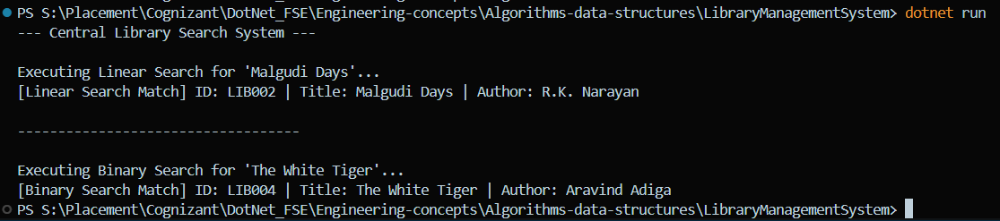 PS S:\Placement\Cognizant\DotNet_FSE\Engineering-concepts\Algorithms-data-structures\LibraryManagementSystem> dotnet run
--- Central Library Search System ---
Executing Linear Search for 'Malgudi Days'...
[Linear Search Match] ID: LIB002 | Title: Malgudi Days | Author: R.K. Narayan
-----------------------------------
Executing Binary Search for 'The White Tiger'...
[Binary Search Match] ID: LIB004 | Title: The White Tiger | Author: Aravind Adiga
PS S:\Placement\Cognizant\DotNet_FSE\Engineering-concepts\Algorithms-data-structures\LibraryManagementSystem>